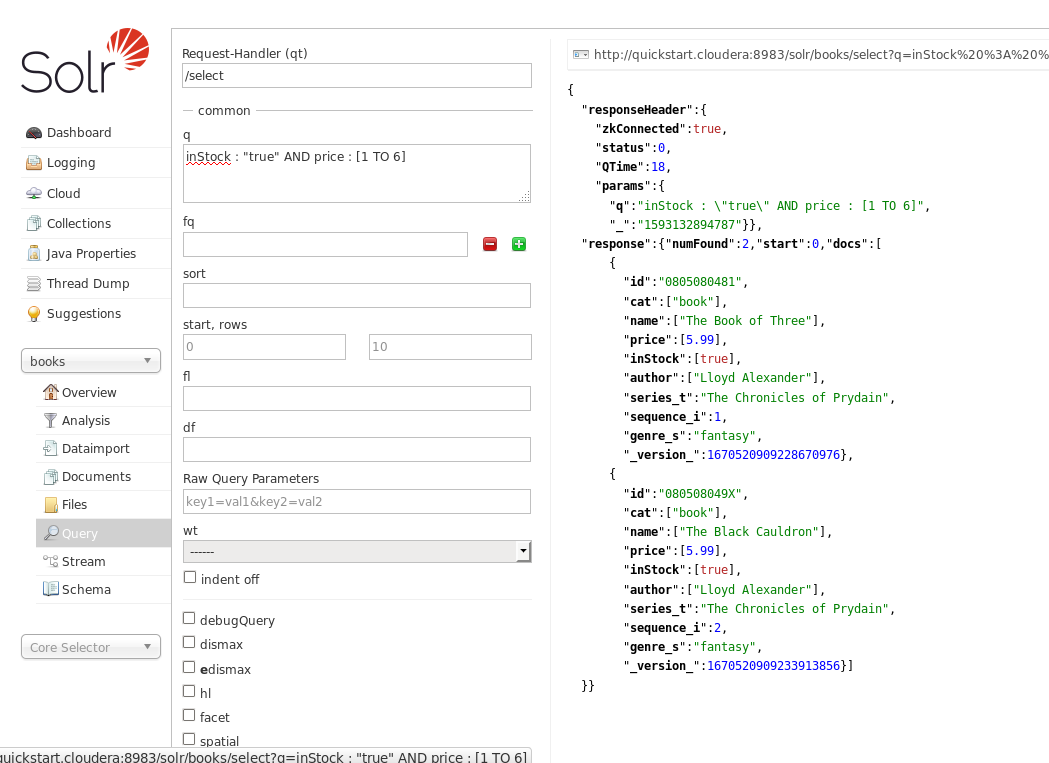 Solr
Dashboard
Logging
Cloud
Collections
Java Properties
Thread Dump
Suggestions
books
Overview
Analysis
Dataimport
Documents
Files
Query
Stream
Schema
Core Selector
Request-Handler (qt)
/select
common
q
inStock : "true" AND price : [1 TO 6]
fq
sort
start, rows
0 10
fl
df
Raw Query Parameters
key1=val1&key2=val2
wt
------
indent off
debugQuery
dismax
edismax
hl
facet
spatial
quickstart.cloudera:8983/solr/books/select?q=inStock : "true" AND price : [1 TO 6]
http://quickstart.cloudera:8983/solr/books/select?q=inStock%20%3A%20%
{
"responseHeader":{
"zkConnected":true,
"status":0,
"QTime":18,
"params":{
"q":"inStock : \"true\" AND price : [1 TO 6]",
"_":"1593132894787"}},
"response":{"numFound":2,"start":0,"docs":[
{
"id":"0805080481",
"cat":["book"],
"name":["The Book of Three"],
"price":[5.99],
"inStock":[true],
"author":["Lloyd Alexander"],
"series_t":"The Chronicles of Prydain",
"sequence_i":1,
"genre_s":"fantasy",
"_version_":1670520909228670976},
{
"id":"080508049X",
"cat":["book"],
"name":["The Black Cauldron"],
"price":[5.99],
"inStock":[true],
"author":["Lloyd Alexander"],
"series_t":"The Chronicles of Prydain",
"sequence_i":2,
"genre_s":"fantasy",
"_version_":1670520909233913856}]
}}